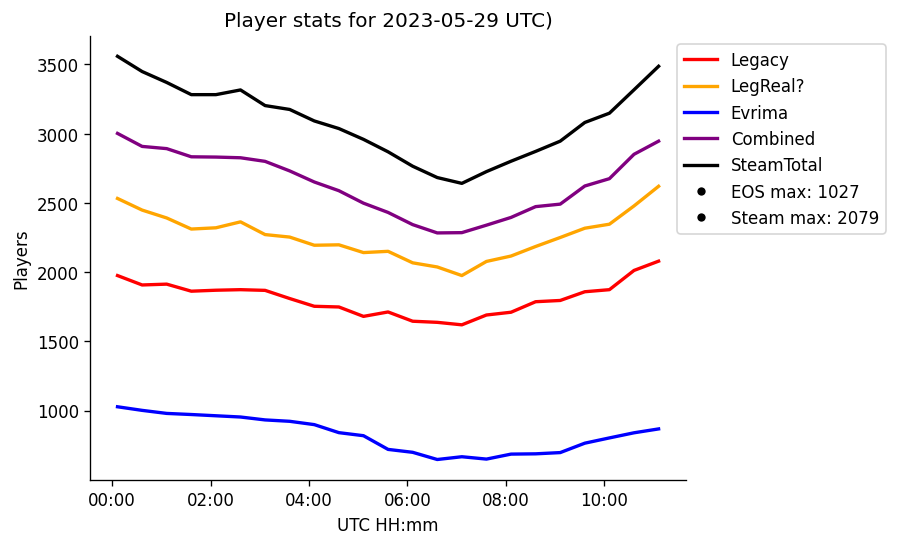 Player stats for 2023-05-29 UTC)
Players
3500
3000
2500
2000
1500
1000
00:00 02:00 04:00 06:00 08:00 10:00
UTC HH:mm
Legacy
LegReal?
Evrima
Combined
SteamTotal
EOS max: 1027
Steam max: 2079